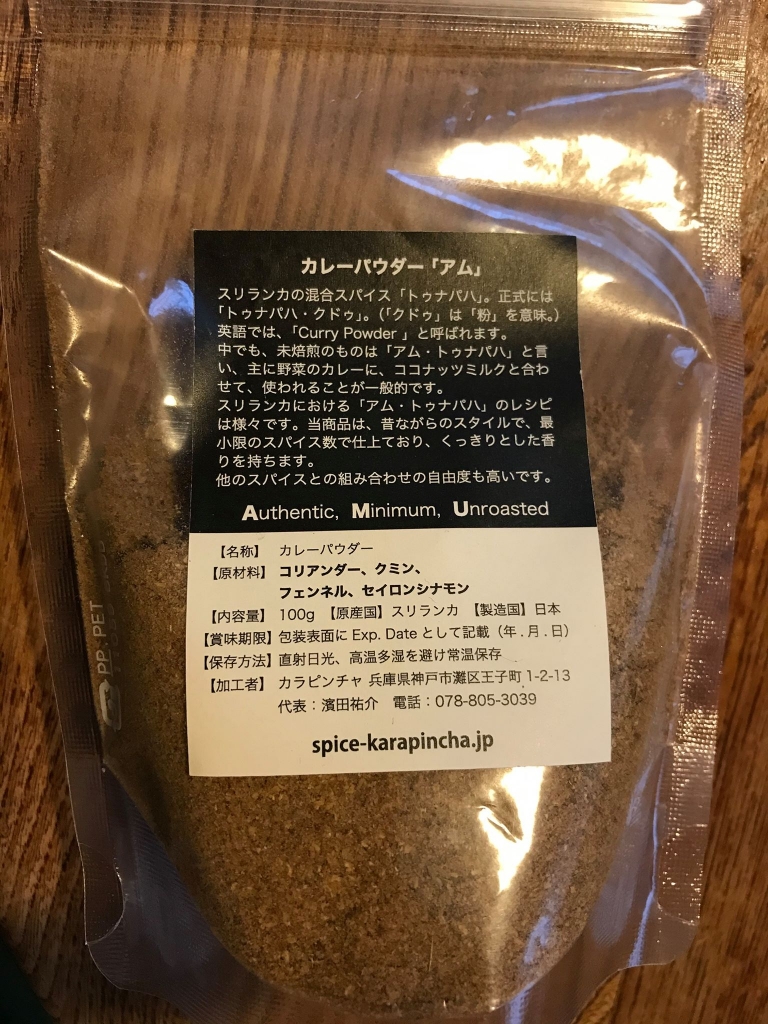 カレーパウダー「アム」
スリランカの混合スパイス「トゥナパハ」。正式には
「トゥナパハ・クドゥ」。（「クドゥ」は「粉」を意味。）
英語では、「Curry Powder 」と呼ばれます。
中でも、未焙煎のものは「アム・トゥナパハ」と言
い、主に野菜のカレーに、ココナッツミルクと合わ
せて、使われることが一般的です。
スリランカにおける「アム・トゥナパハ」のレシピ
は様々です。当商品は、昔ながらのスタイルで、最
小限のスパイス数で仕上ており、くっきりとした香
りを持ちます。
他のスパイスとの組み合わせの自由度も高いです。
Authentic, Minimum, Unroasted
【名称】 カレーパウダー
【原材料】 コリアンダー、クミン、
フェンネル、セイロンシナモン
【内容量】 100g 【原産国】スリランカ 【製造国】日本
【賞味期限】包装表面に Exp. Date として記載（年 . 月 . 日）
【保存方法】直射日光、高温多湿を避け常温保存
【加工者】 カラピンチャ 兵庫県神戸市灘区王子町 1-2-13
代表：濱田祐介 電話：078-805-3039
spice-karapincha.jp
PP, PET